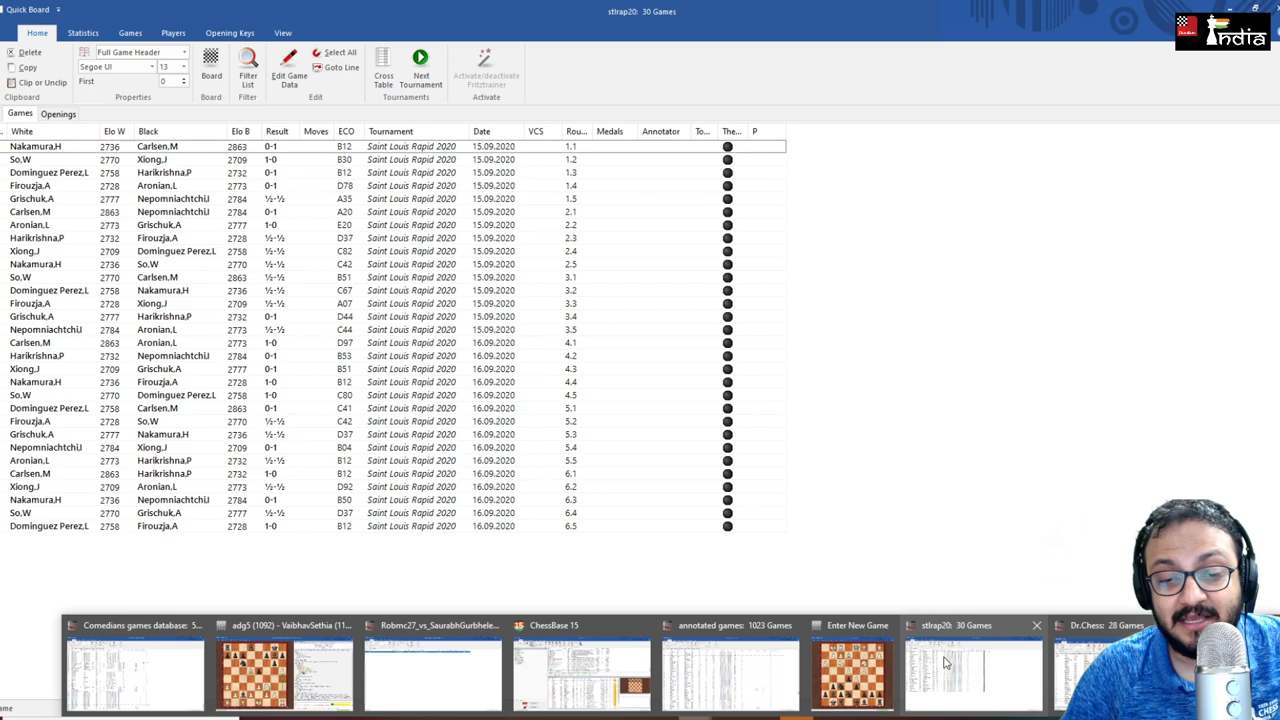 Quick Board
stlrap20: 30 Games
India
Home Statistics Games Players Opening Keys View
Delete
Copy
Clip or Unclip
Clipboard
Full Game Header
Segoe UI 13
First 0
Properties
Board
Board
Filter List
Filter
Edit Game Data
Select All
Goto Line
Edit
Cross Table
Next Tournament
Tournaments
Activate/deactivate Fritztrainer
Activate
Games Openings
White Elo W Black Elo B Result Moves ECO Tournament Date VCS Rou... Medals Annotator To... The... P
Nakamura,H 2736 Carlsen,M 2863 0-1 B12 Saint Louis Rapid 2020 15.09.2020 1.1
So,W 2770 Xiong,J 2709 1-0 B30 Saint Louis Rapid 2020 15.09.2020 1.2
Dominguez Perez,L 2758 Harikrishna,P 2732 0-1 B12 Saint Louis Rapid 2020 15.09.2020 1.3
Firouzja,A 2728 Aronian,L 2773 0-1 D78 Saint Louis Rapid 2020 15.09.2020 1.4
Grischuk,A 2777 Nepomniachtchi,I 2784 ½-½ A35 Saint Louis Rapid 2020 15.09.2020 1.5
Carlsen,M 2863 Nepomniachtchi,I 2784 0-1 A20 Saint Louis Rapid 2020 15.09.2020 2.1
Aronian,L 2773 Grischuk,A 2777 1-0 E20 Saint Louis Rapid 2020 15.09.2020 2.2
Harikrishna,P 2732 Firouzja,A 2728 ½-½ D37 Saint Louis Rapid 2020 15.09.2020 2.3
Xiong,J 2709 Dominguez Perez,L 2758 ½-½ C82 Saint Louis Rapid 2020 15.09.2020 2.4
Nakamura,H 2736 So,W 2770 ½-½ C42 Saint Louis Rapid 2020 15.09.2020 2.5
So,W 2770 Carlsen,M 2863 ½-½ B51 Saint Louis Rapid 2020 15.09.2020 3.1
Dominguez Perez,L 2758 Nakamura,H 2736 ½-½ C67 Saint Louis Rapid 2020 15.09.2020 3.2
Firouzja,A 2728 Xiong,J 2709 ½-½ A07 Saint Louis Rapid 2020 15.09.2020 3.3
Grischuk,A 2777 Harikrishna,P 2732 0-1 D44 Saint Louis Rapid 2020 15.09.2020 3.4
Nepomniachtchi,I 2784 Aronian,L 2773 ½-½ C44 Saint Louis Rapid 2020 15.09.2020 3.5
Carlsen,M 2863 Aronian,L 2773 1-0 D97 Saint Louis Rapid 2020 16.09.2020 4.1
Harikrishna,P 2732 Nepomniachtchi,I 2784 0-1 B53 Saint Louis Rapid 2020 16.09.2020 4.2
Xiong,J 2709 Grischuk,A 2777 1-0 B51 Saint Louis Rapid 2020 16.09.2020 4.3
Nakamura,H 2736 Firouzja,A 2728 1-0 B12 Saint Louis Rapid 2020 16.09.2020 4.4
So,W 2770 Dominguez Perez,L 2758 1-0 C80 Saint Louis Rapid 2020 16.09.2020 4.5
Dominguez Perez,L 2758 Carlsen,M 2863 0-1 C41 Saint Louis Rapid 2020 16.09.2020 5.1
Firouzja,A 2728 So,W 2770 ½-½ C42 Saint Louis Rapid 2020 16.09.2020 5.2
Grischuk,A 2777 Nakamura,H 2736 ½-½ D37 Saint Louis Rapid 2020 16.09.2020 5.3
Nepomniachtchi,I 2784 Xiong,J 2709 0-1 B04 Saint Louis Rapid 2020 16.09.2020 5.4
Aronian,L 2773 Harikrishna,P 2732 ½-½ B12 Saint Louis Rapid 2020 16.09.2020 5.5
Carlsen,M 2863 Harikrishna,P 2732 1-0 B12 Saint Louis Rapid 2020 16.09.2020 6.1
Xiong,J 2709 Aronian,L 2773 ½-½ D92 Saint Louis Rapid 2020 16.09.2020 6.2
Nakamura,H 2736 Nepomniachtchi,I 2784 0-1 B50 Saint Louis Rapid 2020 16.09.2020 6.3
So,W 2770 Grischuk,A 2777 ½-½ D37 Saint Louis Rapid 2020 16.09.2020 6.4
Dominguez Perez,L 2758 Firouzja,A 2728 1-0 B12 Saint Louis Rapid 2020 16.09.2020 6.5
Comedians games database: 5... adg5 (1092) - VaibhavSethia (11... Robmc27_vs_SaurabhGurbhele... ChessBase 15 annotated games: 1023 Games Enter New Game stlrap20: 30 Games Dr.Chess: 28 Games
ame
CHESS